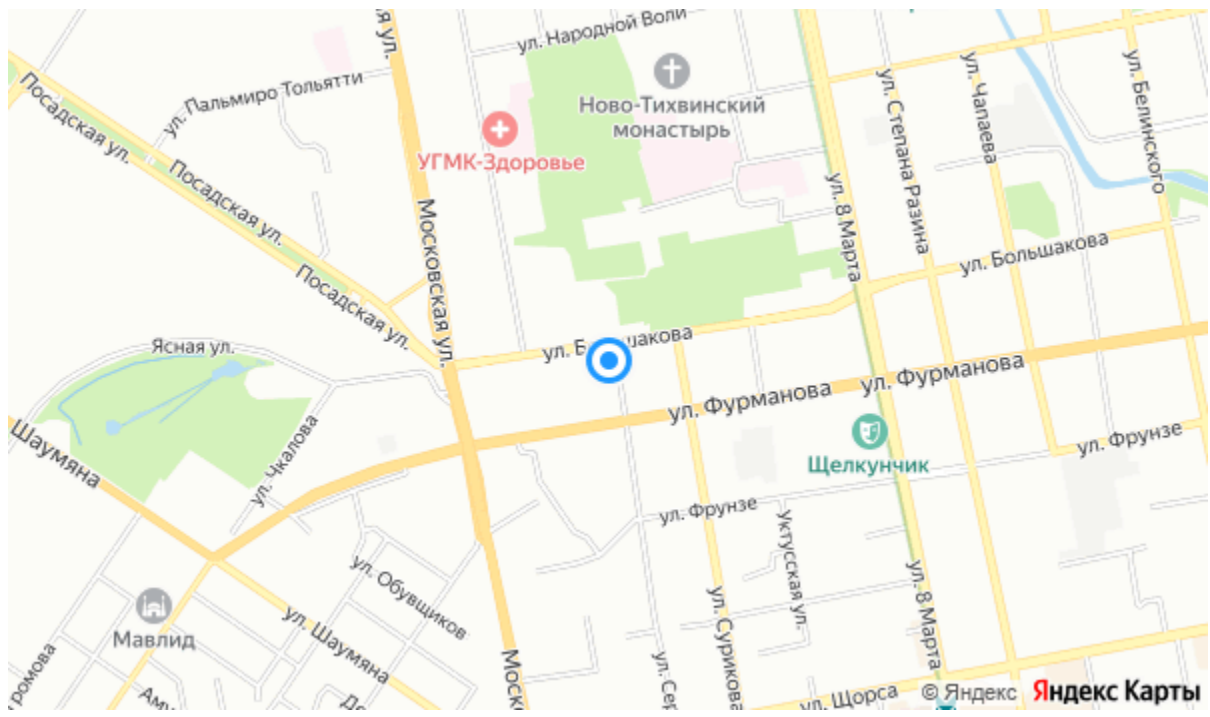 ул. Народной Воли
ул. Пальмиро Тольятти
Посадская ул.
Посадская ул.
Посадская ул.
Московская ул.
УГМК-Здоровье
Ново-Тихвинский
монастырь
ул. 8 Марта
ул. Степана Разина
ул. Чапаева
ул. Белинского
ул. Большакова
ул. Фурманова
ул. Фурманова
Ясная ул.
Шаумяна
ул. Чкалова
Щелкунчик
ул. Фрунзе
ул. Фрунзе
Уктусская ул.
ул. Обувщиков
ул. Шаумяна
Мавлид
ул. Сурикова
ул. 8 Марта
ул. Щорса
© Яндекс
Яндекс Карты